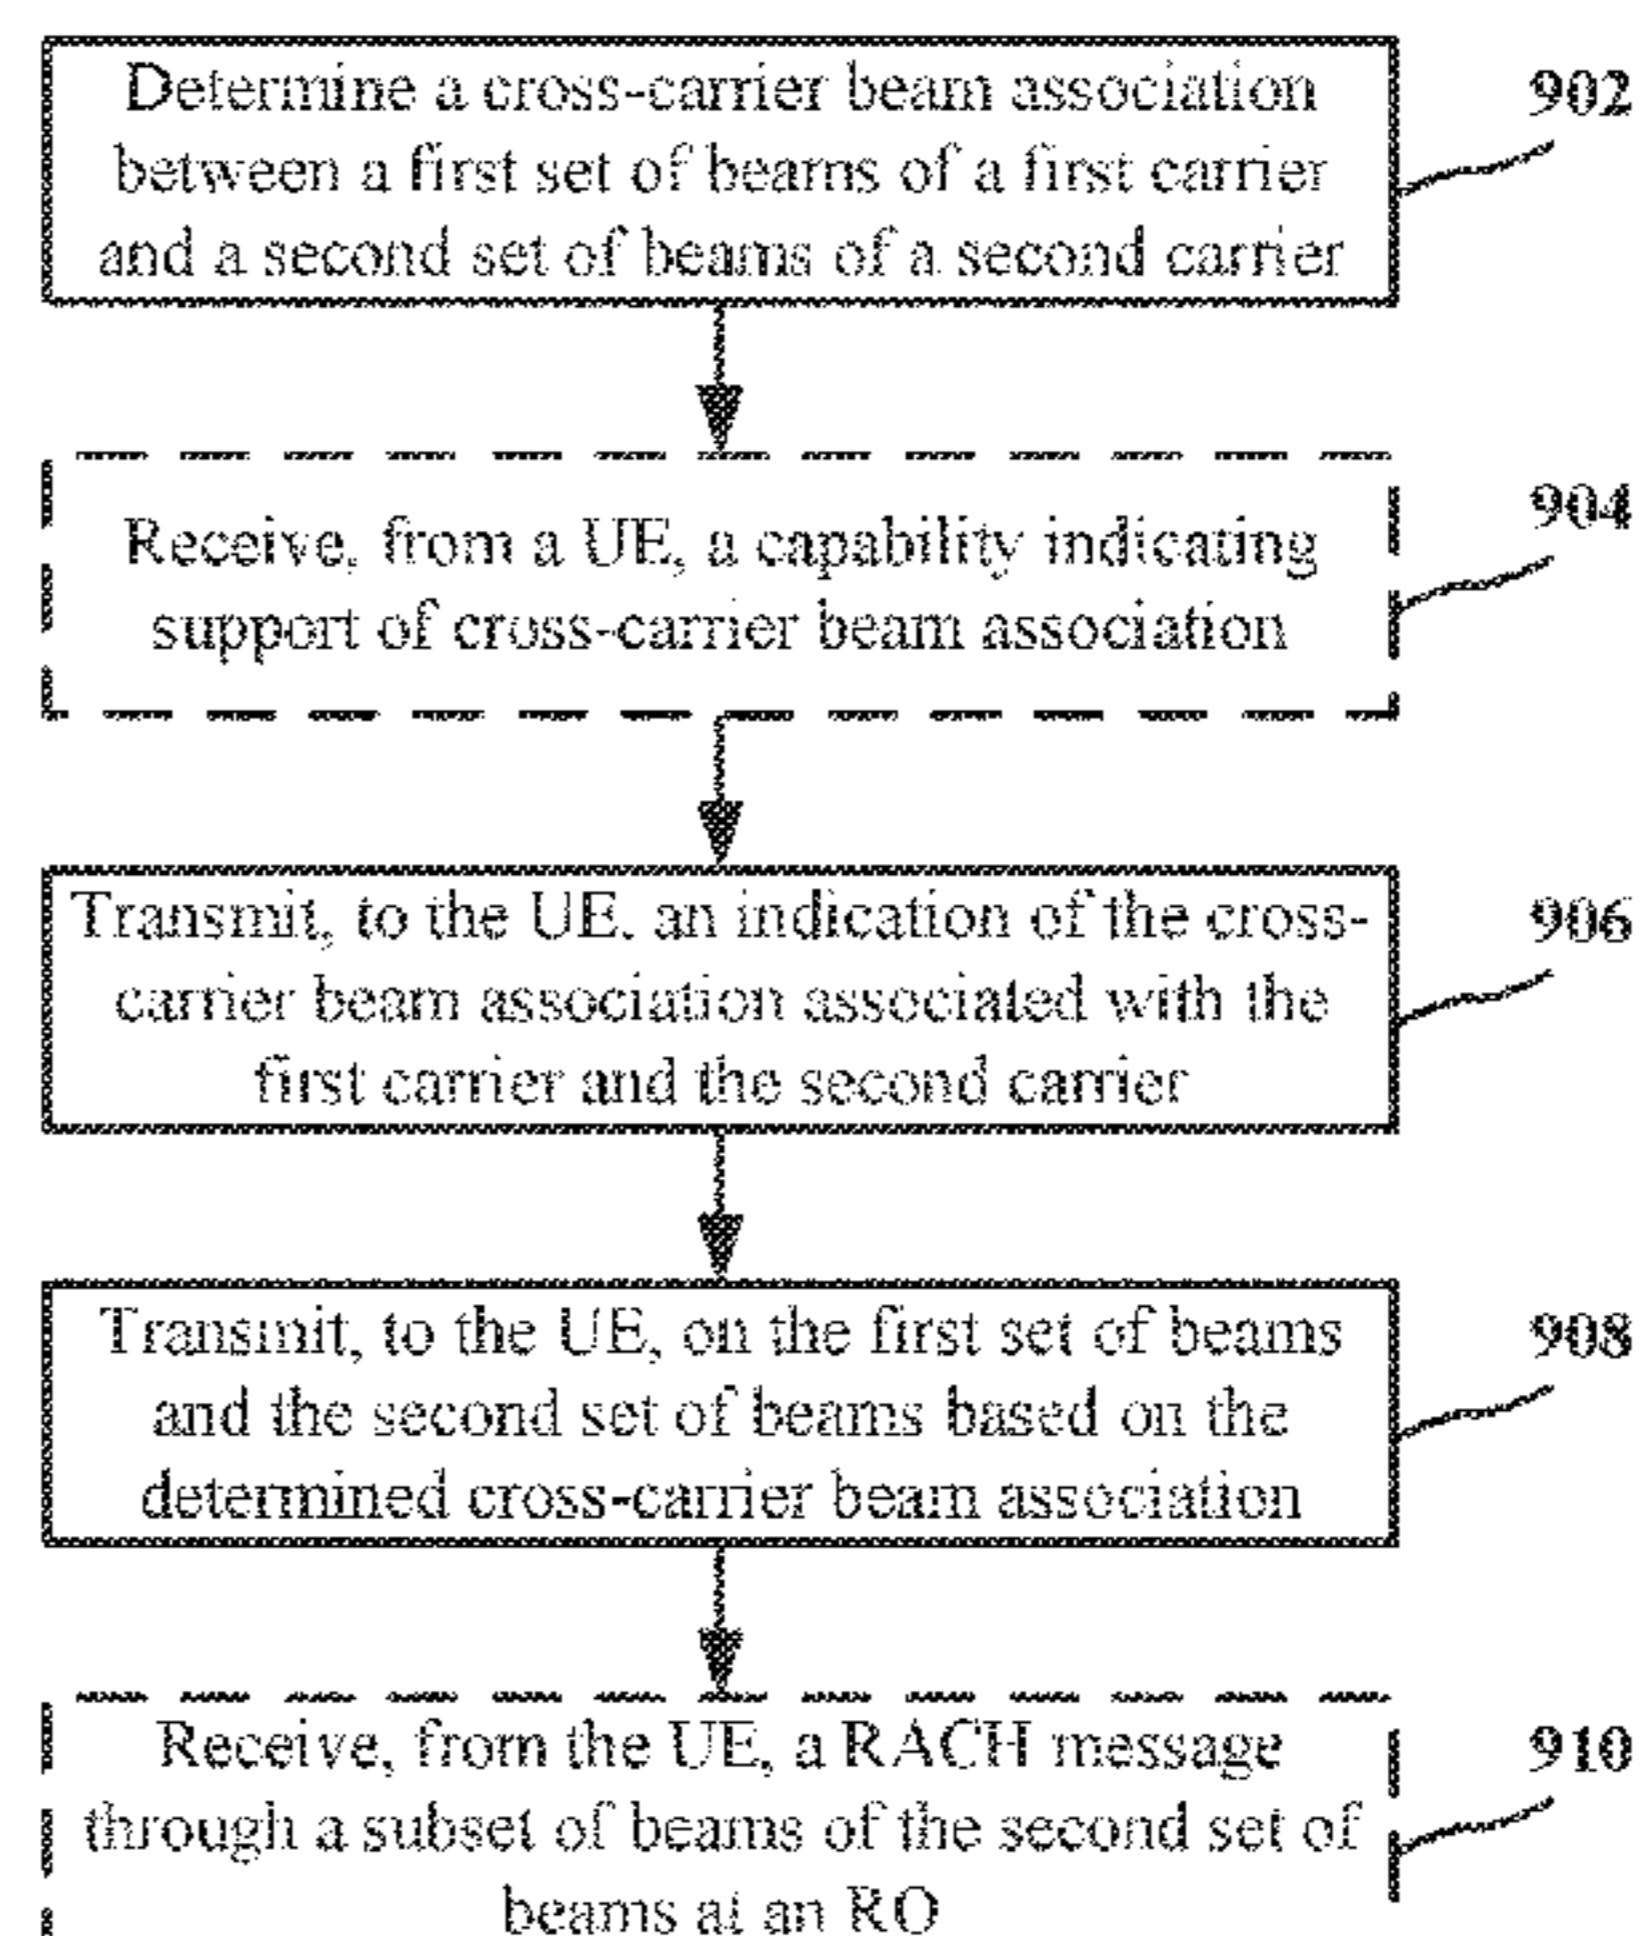 Determine a cross-carrier beam association
between a first set of beams of a first carrier
and a second set of beams of a second carrier
902
Receive, from a UE, a capability indicating
support of cross-carrier beam association
904
Transmit, to the UE, an indication of the cross-
carrier beam association associated with the
first carrier and the second carrier
906
Transmit, to the UE, on the first set of beams
and the second set of beams based on the
determined cross-carrier beam association
908
Receive, from the UE, a RACH message
through a subset of beams of the second set of
beams at an RO
910